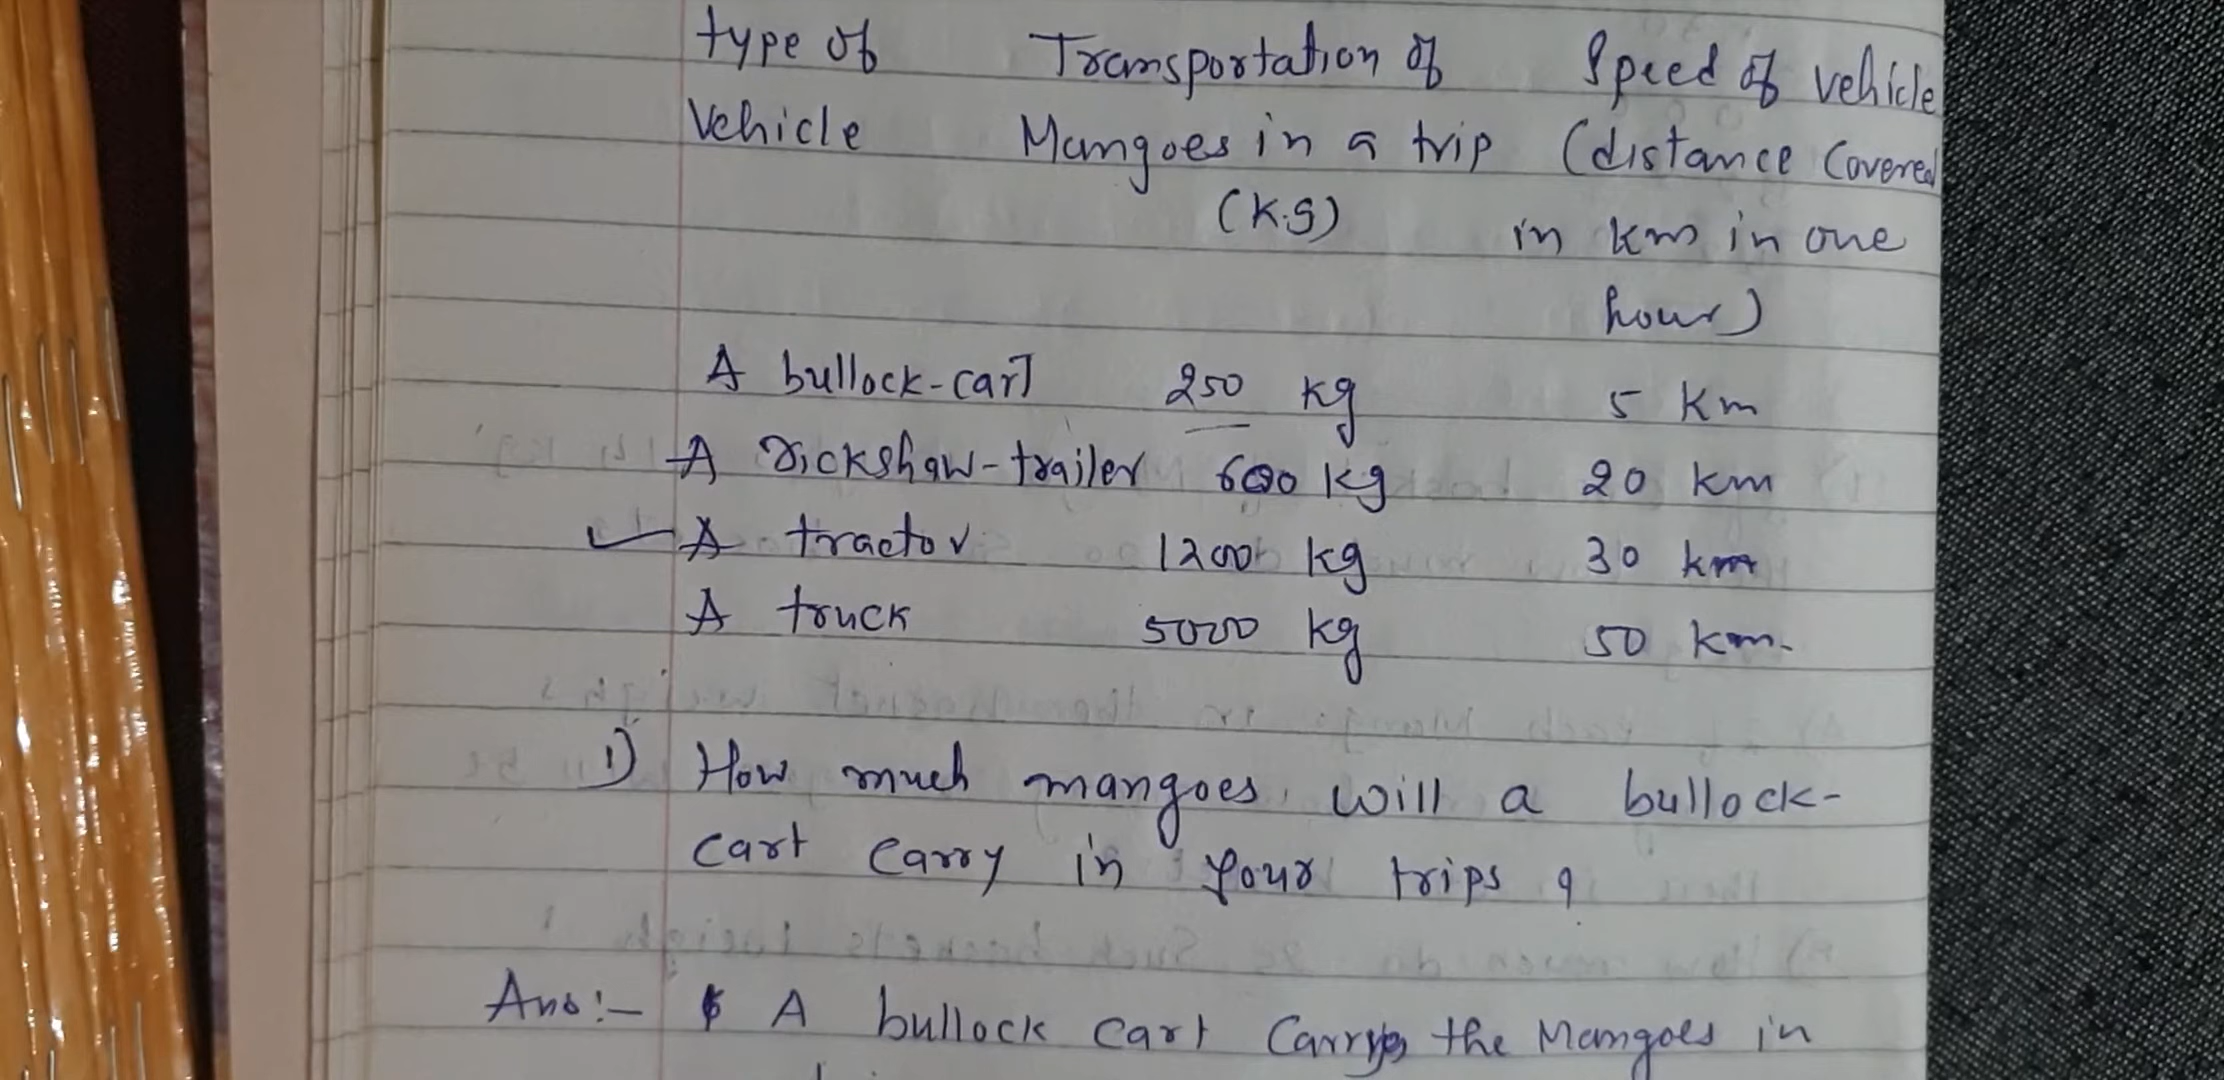 type of Transportation of Speed of vehicle
Vehicle Mangoes in a trip (distance Covered
(K.g) in km in one
hour)
A bullock-cart 250 kg 5 Km
A rickshaw-trailer 600 kg 20 km
A tractor 1200 kg 30 km
A truck 5000 kg 50 km.
1) How much mangoes will a bullock-
cart carry in four trips ?
Ans:- A bullock cart Carrys the Mangoes in